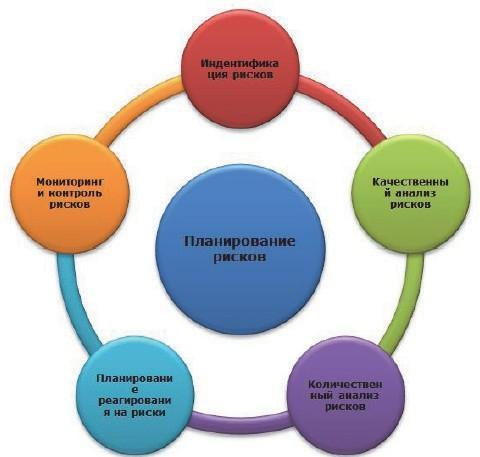 Индентифика
ция рисков
Качественны
й анализ
рисков
Количествен
ный анализ
рисков
Планировани
е
реагировани
я на риски
Мониторинг
и контроль
рисков
Планирование
рисков